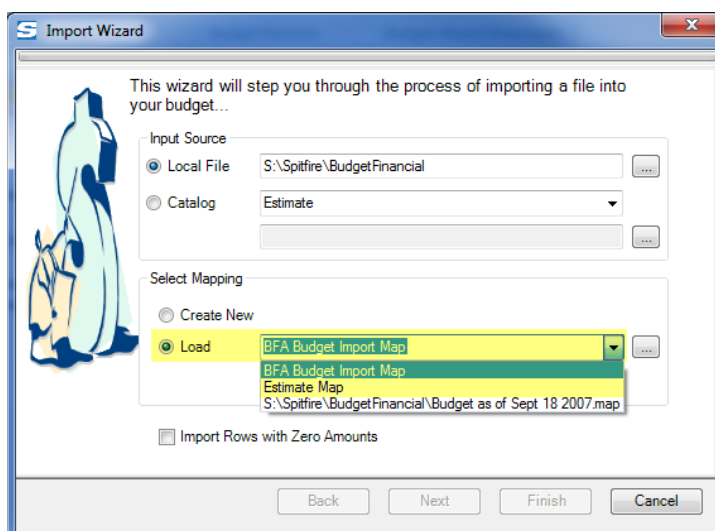 S Import Wizard
This wizard will step you through the process of importing a file into
your budget...
Input Source
Local File S:\Spitfire\BudgetFinancial ...
Catalog Estimate
...
Select Mapping
Create New
Load BFA Budget Import Map ...
BFA Budget Import Map
Estimate Map
S:\Spitfire\BudgetFinancial\Budget as of Sept 18 2007.map
Import Rows with Zero Amounts
Back Next Finish Cancel